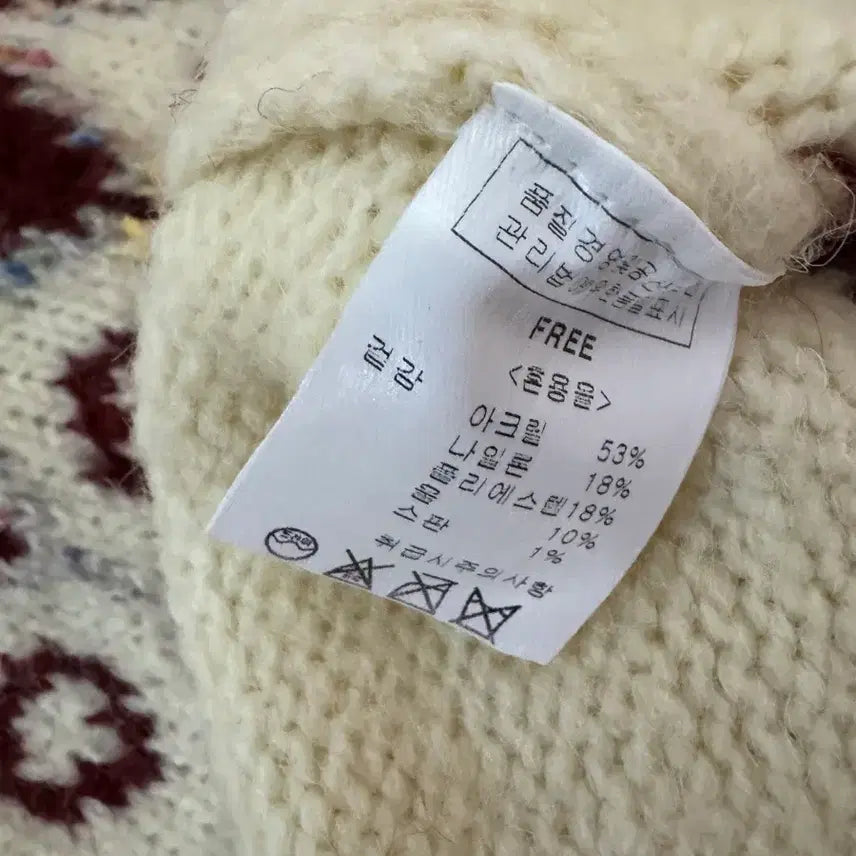 품질경영및공산
관리법에의한품질표시
FREE
<혼용율>
겉감
아크릴 53%
나일론 18%
폴리에스텔18%
울 10%
스판 1%
취급시주의사항